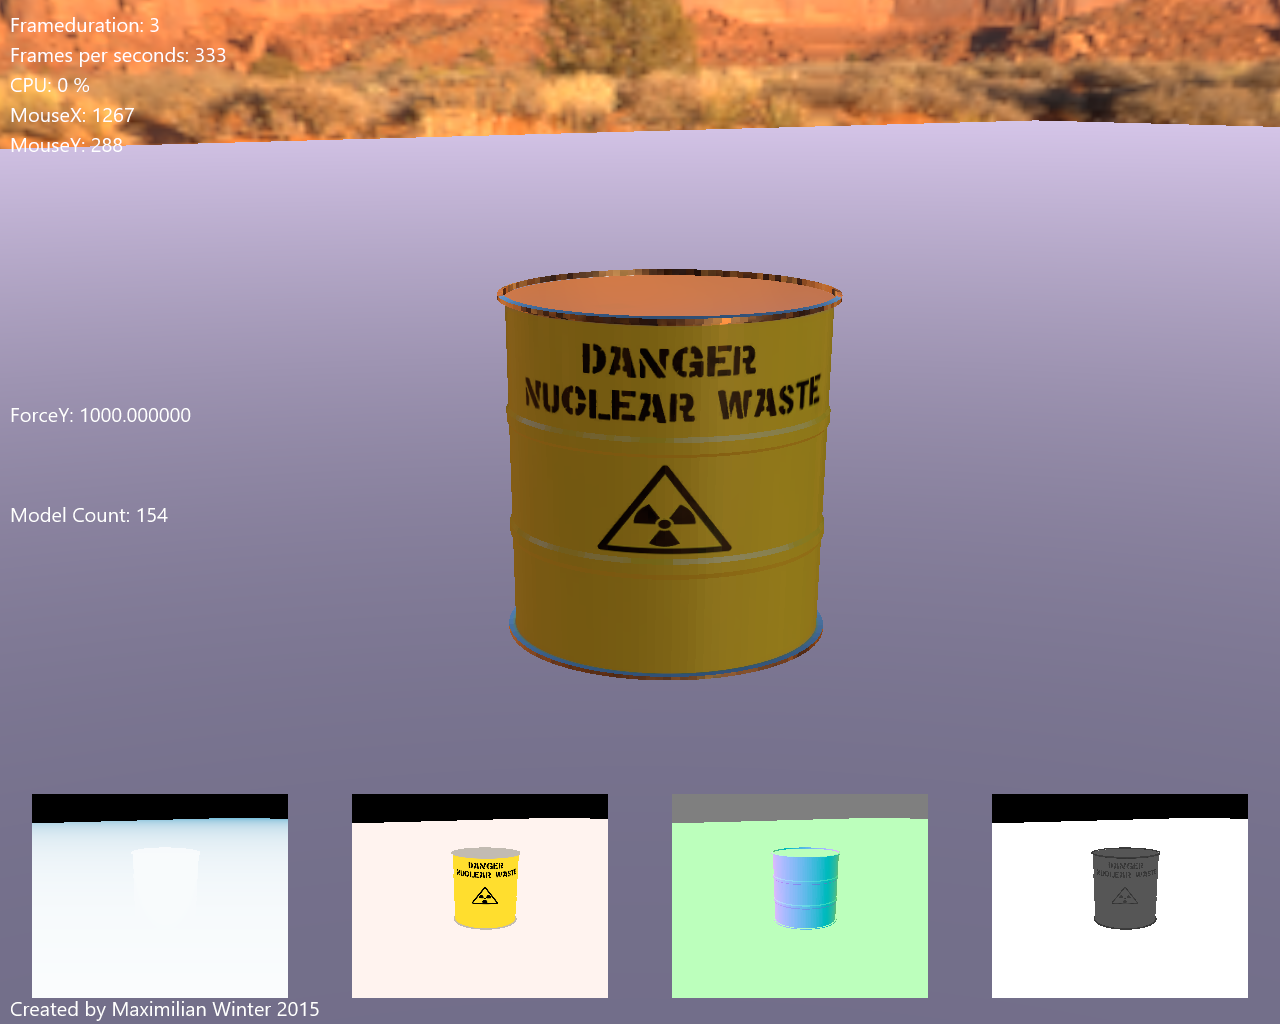 Frameduration: 3
Frames per seconds: 333
CPU: 0 %
MouseX: 1267
MouseY: 288
DANGER
NUCLEAR WASTE
ForceY: 1000.000000
Model Count: 154
DANGER
NUCLEAR WASTE
DANGER
NUCLEAR WASTE
Created by Maximilian Winter 2015